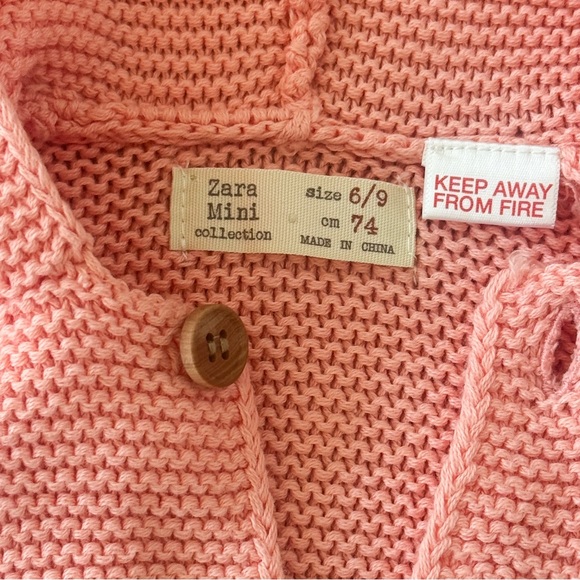 Zara
Mini
collection
size 6/9
cm 74
MADE IN CHINA
KEEP AWAY
FROM FIRE